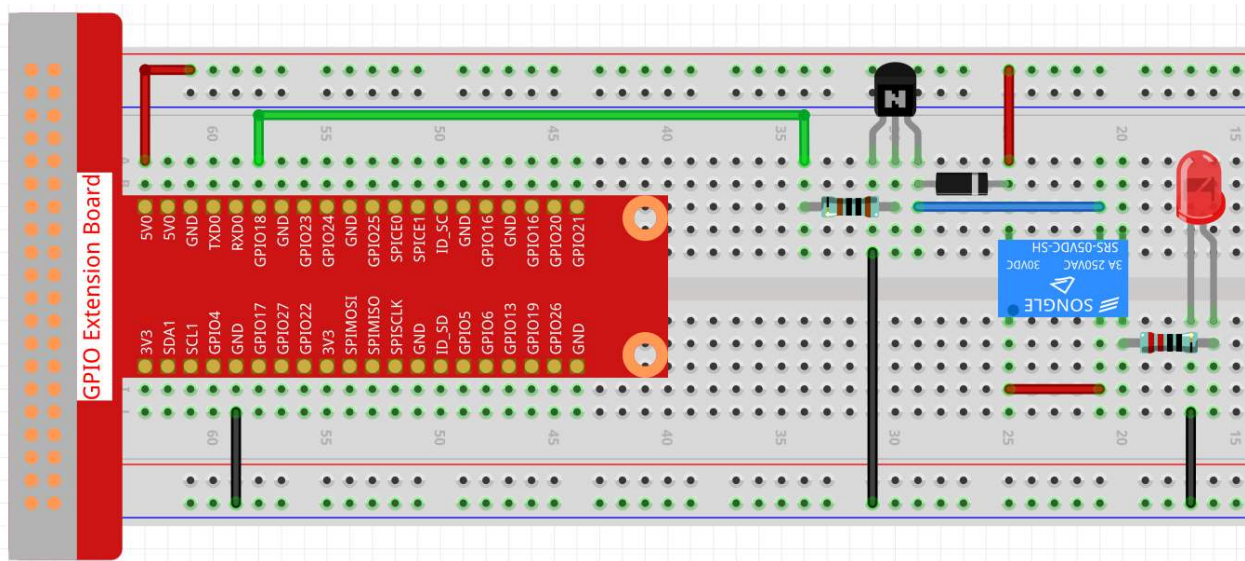 GPIO Extension Board
60
55
50
45
40
35
30
25
20
15
A
N
5V0
5V0
GND
TXD0
RXD0
GPIO18
GND
GPIO23
GPIO24
GND
GPIO25
SPICE0
SPICE1
ID_SC
GND
GPIO16
GND
GPIO16
GPIO20
GPIO21
3V3
SDA1
SCL1
GPIO4
GND
GPIO17
GPIO27
GPIO22
3V3
SPIMOSI
SPIMISO
SPISCLK
GND
ID_SD
GPIO5
GPIO6
GPIO13
GPIO19
GPIO26
GND
SONGLE
3A 250VAC 30VDC
SRS-05VDC-SH
60
55
50
45
40
35
30
25
20
15